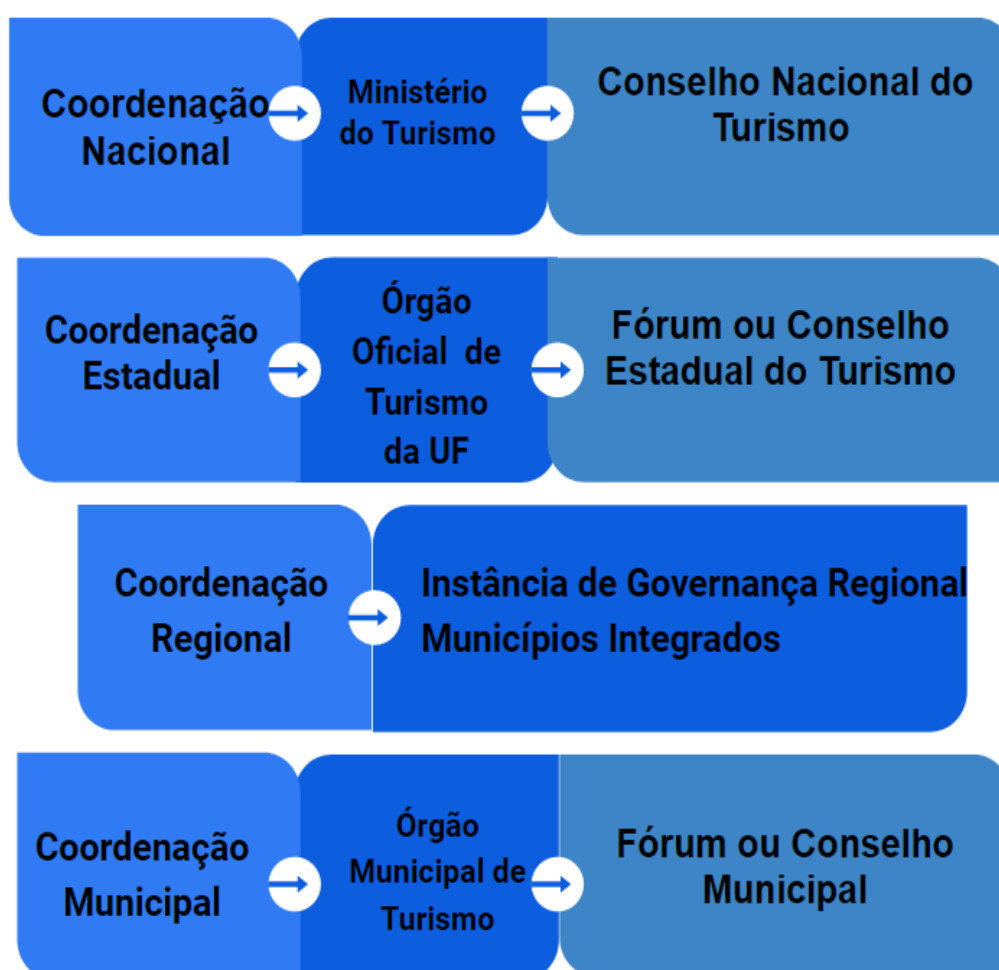 Coordenação
Nacional
Ministério
do Turismo
Conselho Nacional do
Turismo
Coordenação
Estadual
Órgão
Oficial de
Turismo
da UF
Fórum ou Conselho
Estadual do Turismo
Coordenação
Regional
Instância de Governança Regional
Municípios Integrados
Coordenação
Municipal
Órgão
Municipal de
Turismo
Fórum ou Conselho
Municipal